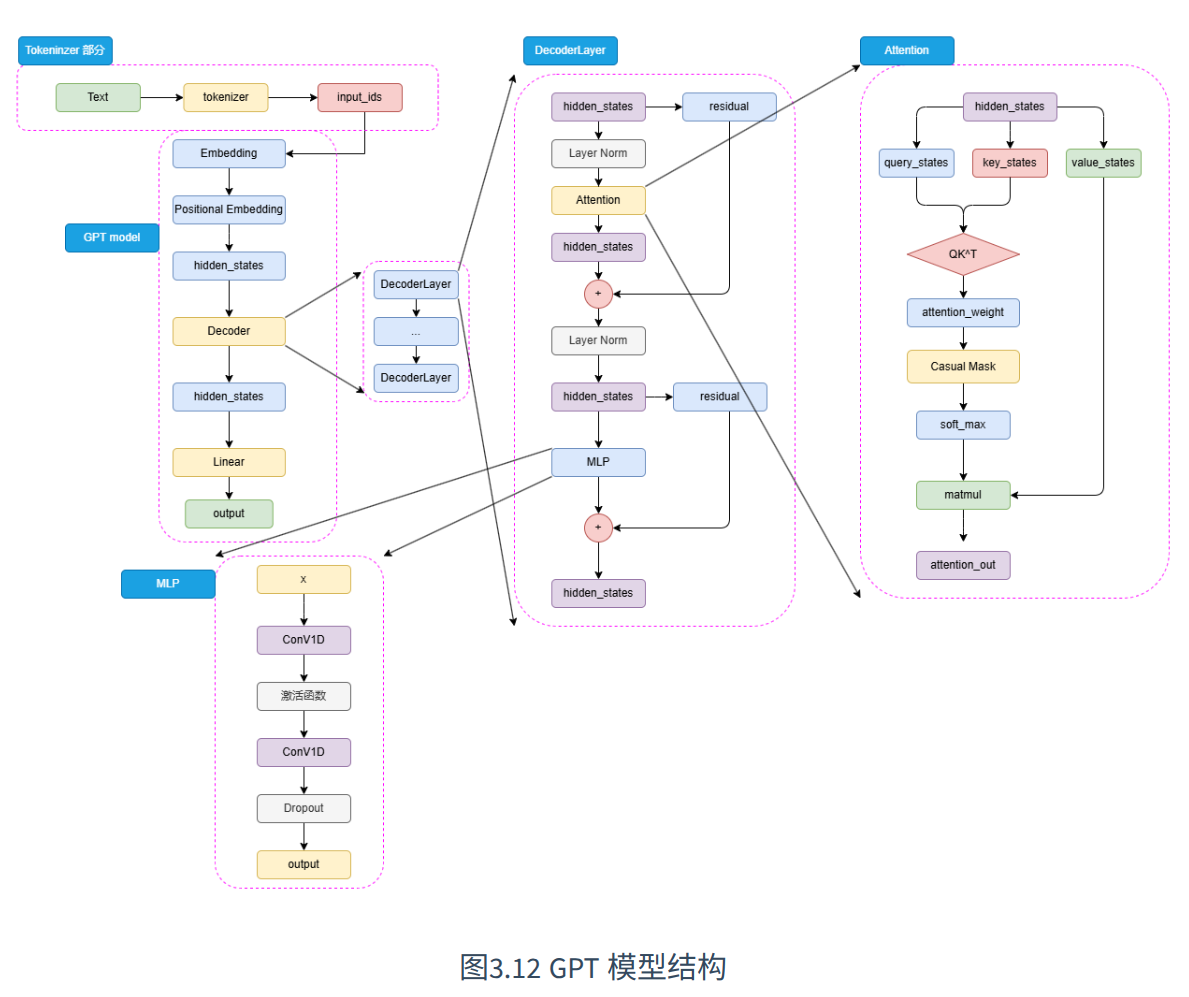 Tokeninzer 部分
Text
tokenizer
input_ids
GPT model
Embedding
Positional Embedding
hidden_states
Decoder
hidden_states
Linear
output
DecoderLayer
...
DecoderLayer
DecoderLayer
hidden_states
residual
Layer Norm
Attention
hidden_states
+
Layer Norm
hidden_states
residual
MLP
+
hidden_states
Attention
hidden_states
query_states
key_states
value_states
QK^T
attention_weight
Casual Mask
soft_max
matmul
attention_out
MLP
x
ConV1D
激活函数
ConV1D
Dropout
output
图3.12 GPT 模型结构